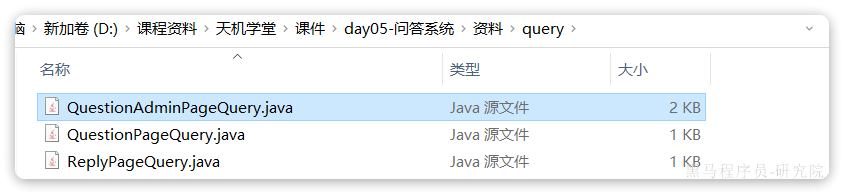 脑 > 新加卷 (D:) > 课程资料 > 天机学堂 > 课件 > day05-问答系统 > 资料 > query >
名称 类型 大小
QuestionAdminPageQuery.java Java 源文件 2 KB
QuestionPageQuery.java Java 源文件 1 KB
ReplyPageQuery.java Java 源文件 1 KB
黑马程序员-研究院